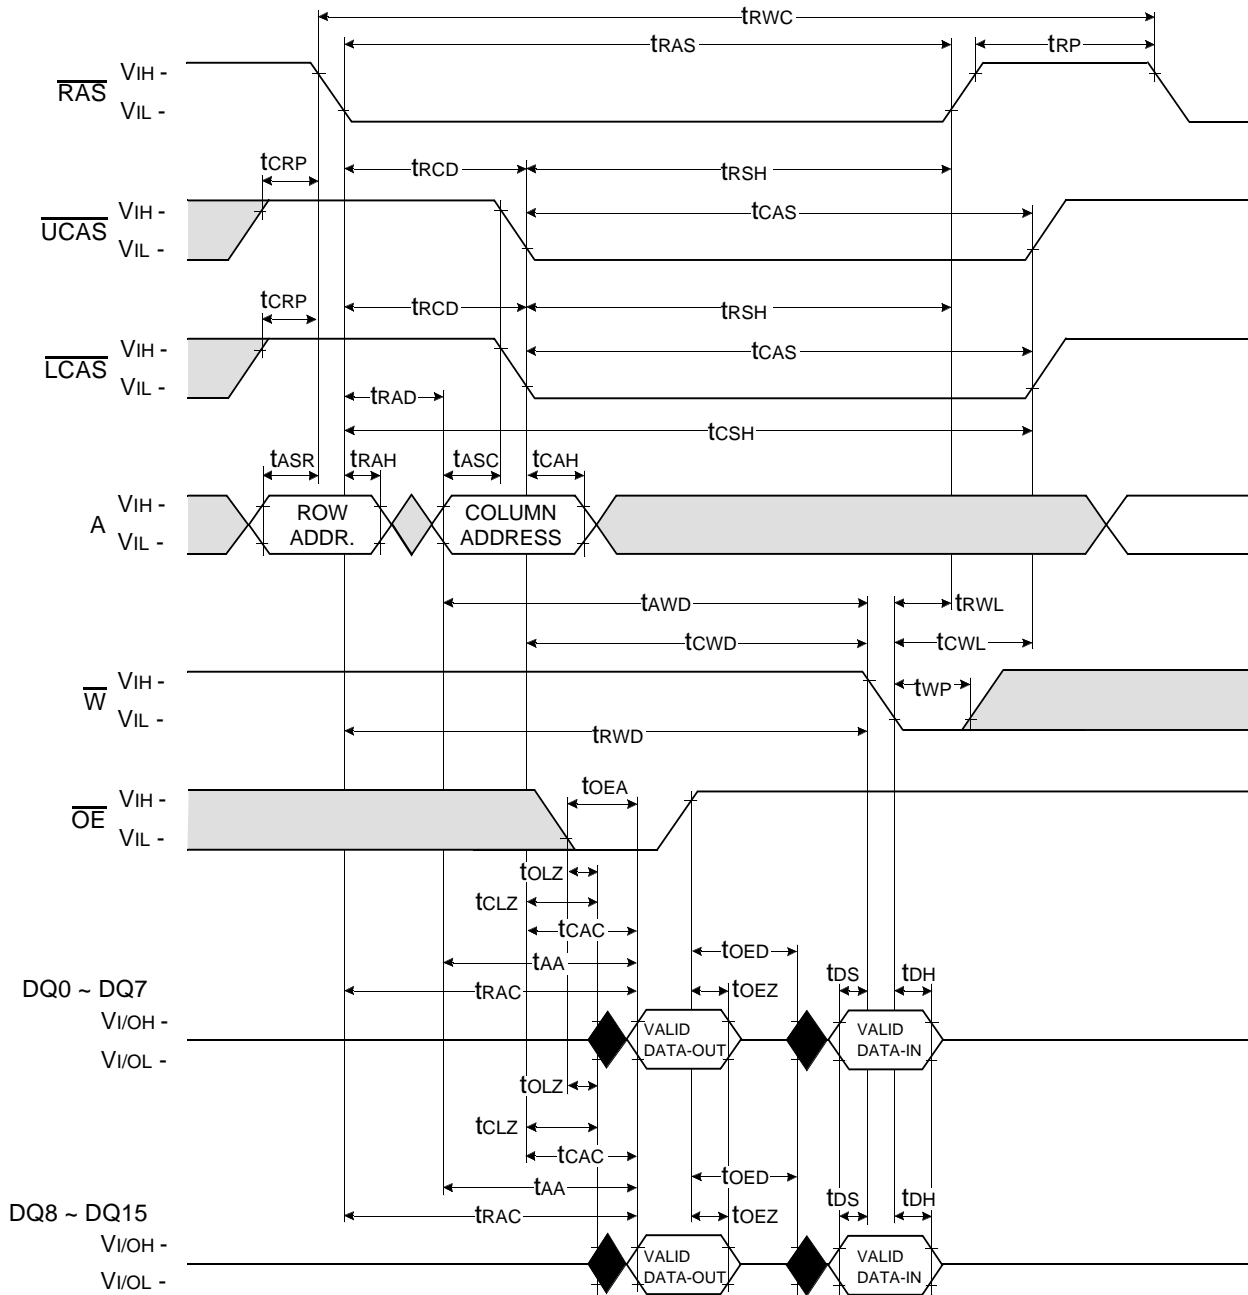 tRWC
tRAS
tRP
RAS
VIH -
VIL -
tCRP
tRCD
tRSH
UCAS
VIH -
VIL -
tCAS
tCRP
tRCD
tRSH
LCAS
VIH -
VIL -
tCAS
tRAD
tCSH
tASR
tRAH
tASC
tCAH
A
VIH -
VIL -
ROW
ADDR.
COLUMN
ADDRESS
tAWD
tRWL
tCWD
tCWL
W
VIH -
VIL -
tWP
tRWD
OE
VIH -
VIL -
tOEA
tOLZ
tCLZ
tCAC
tOED
tAA
tDS
tDH
DQ0 ~ DQ7
tRAC
tOEZ
VI/OH -
VI/OL -
VALID
DATA-OUT
VALID
DATA-IN
tOLZ
tCLZ
tCAC
tOED
tAA
tDS
tDH
DQ8 ~ DQ15
tRAC
tOEZ
VI/OH -
VI/OL -
VALID
DATA-OUT
VALID
DATA-IN